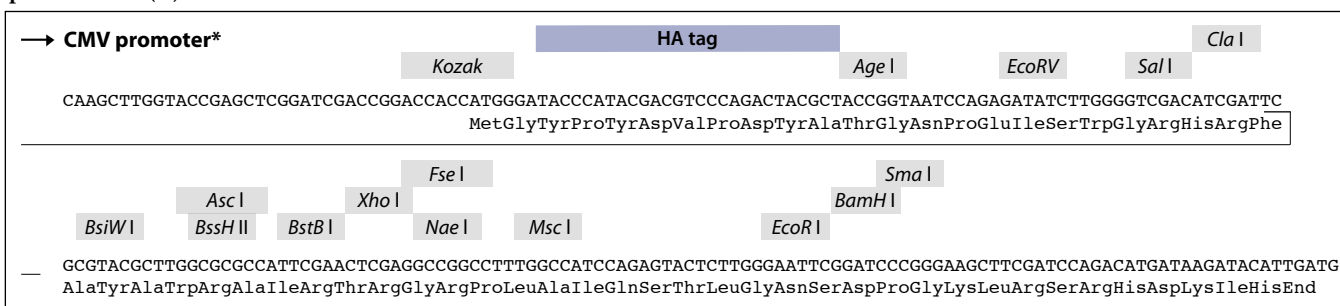 CMV promoter*
HA tag
Cla I
Kozak
Age I
EcoRV
Sal I
CAAGCTTGGTACCGAGCTCGGATCGACCGGACCACCATGGGATACCCATACGACGTCCCAGACTACGCTACCGGTAATCCAGAGATATCTTGGGGTCGACATCGATTC
MetGlyTyrProTyrAspValProAspTyrAlaThrGlyAsnProGluIleSerTrpGlyArgHisArgPhe
Fse I
Sma I
Asc I
Xho I
BamH I
BsiW I
BssH II
BstB I
Nae I
Msc I
EcoR I
GCGTACGCTTGGCGCGCCATTCGAACTCGAGGCCGGCCTTTGGCCATCCAGAGTACTCTTGGGAATTCGGATCCCGGGAAGCTTCGATCCAGACATGATAAGATACATTGATG
AlaTyrAlaTrpArgAlaIleArgThrArgGlyArgProLeuAlaIleGlnSerThrLeuGlyAsnSerAspProGlyLysLeuArgSerArgHisAspLysIleHisEnd